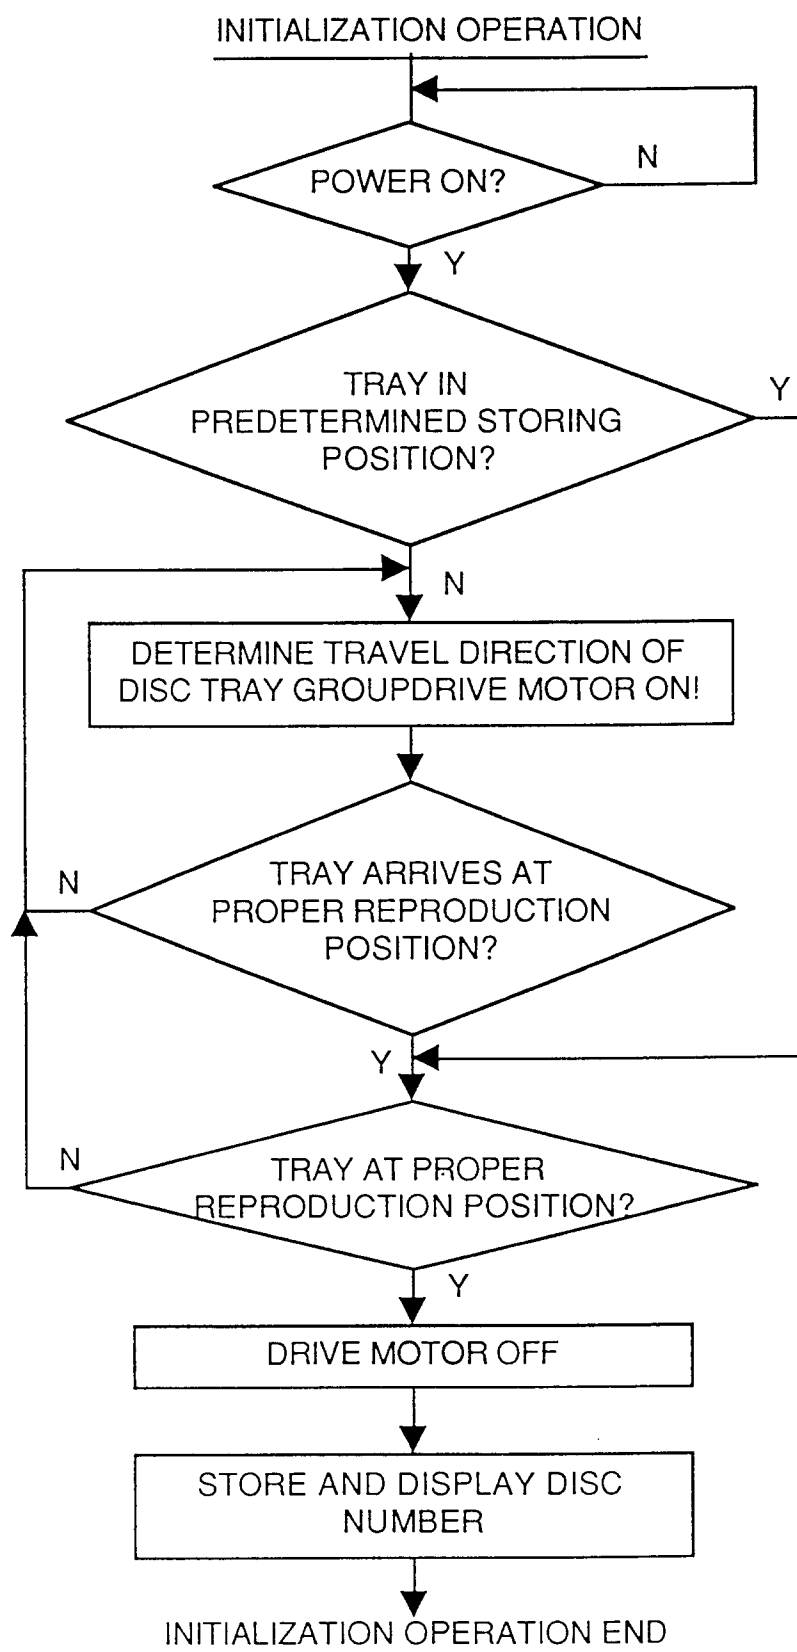 INITIALIZATION OPERATION
N
POWER ON?
Y
TRAY IN
Y
PREDETERMINED STORING
POSITION?
N
DETERMINE TRAVEL DIRECTION OF
DISC TRAY GROUPDRIVE MOTOR ON!
TRAY ARRIVES AT
N
PROPER REPRODUCTION
POSITION?
Y
N
TRAY AT PROPER
REPRODUCTION POSITION?
Y
DRIVE MOTOR OFF
STORE AND DISPLAY DISC
NUMBER
INITIALIZATION OPERATION END